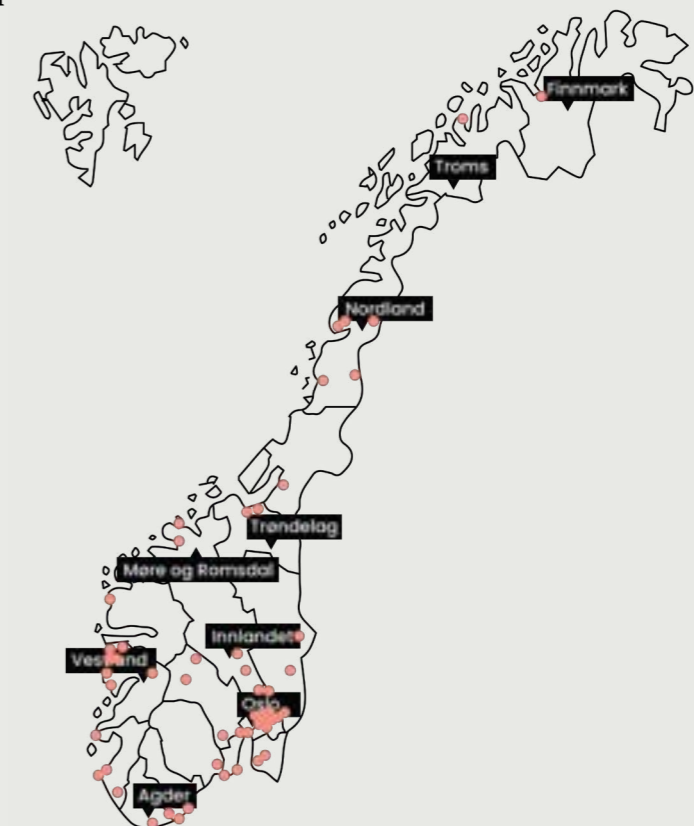 Finnmark
Troms
Nordland
Trøndelag
Møre og Romsdal
Innlandet
Vestland
Oslo
Agder